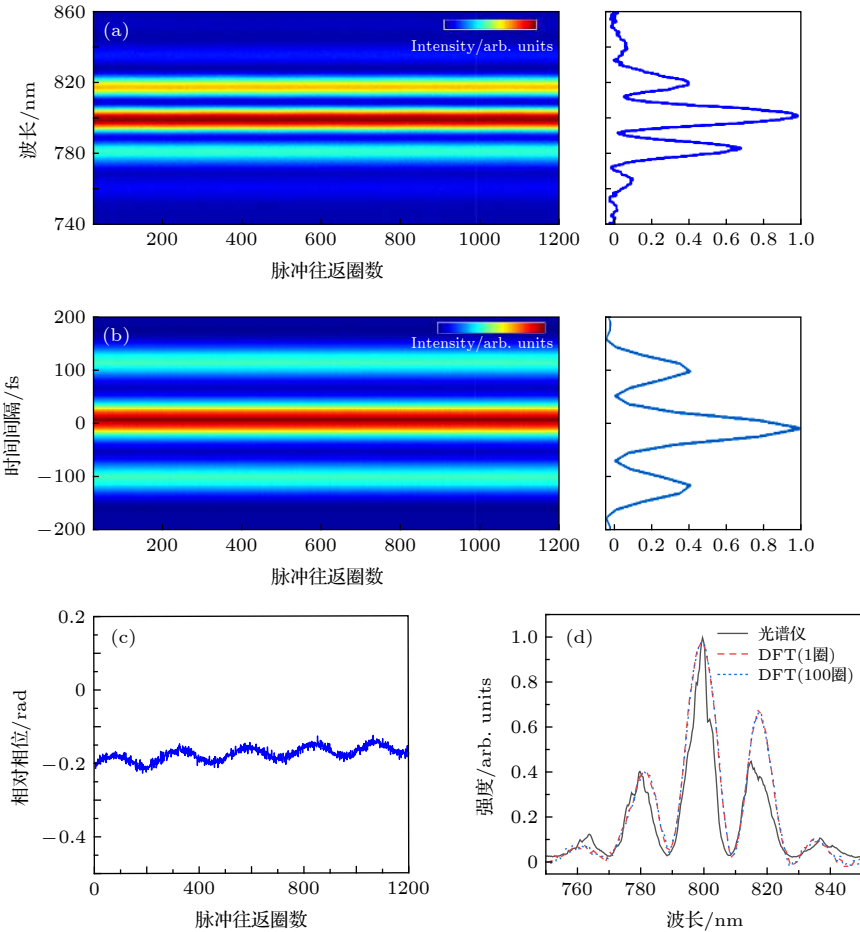 (a)
Intensity/arb. units
860
820
780
740
波长/nm
200 400 600 800 1000 1200
脉冲往返圈数
0 0.2 0.4 0.6 0.8 1.0
(b)
Intensity/arb. units
200
100
0
−100
−200
时间间隔/fs
200 400 600 800 1000 1200
脉冲往返圈数
0 0.2 0.4 0.6 0.8 1.0
(c)
0.2
0
−0.2
−0.4
相对相位/rad
0 400 800 1200
脉冲往返圈数
(d)
光谱仪
DFT(1圈)
DFT(100圈)
1.0
0.8
0.6
0.4
0.2
0
强度/arb. units
760 780 800 820 840
波长/nm